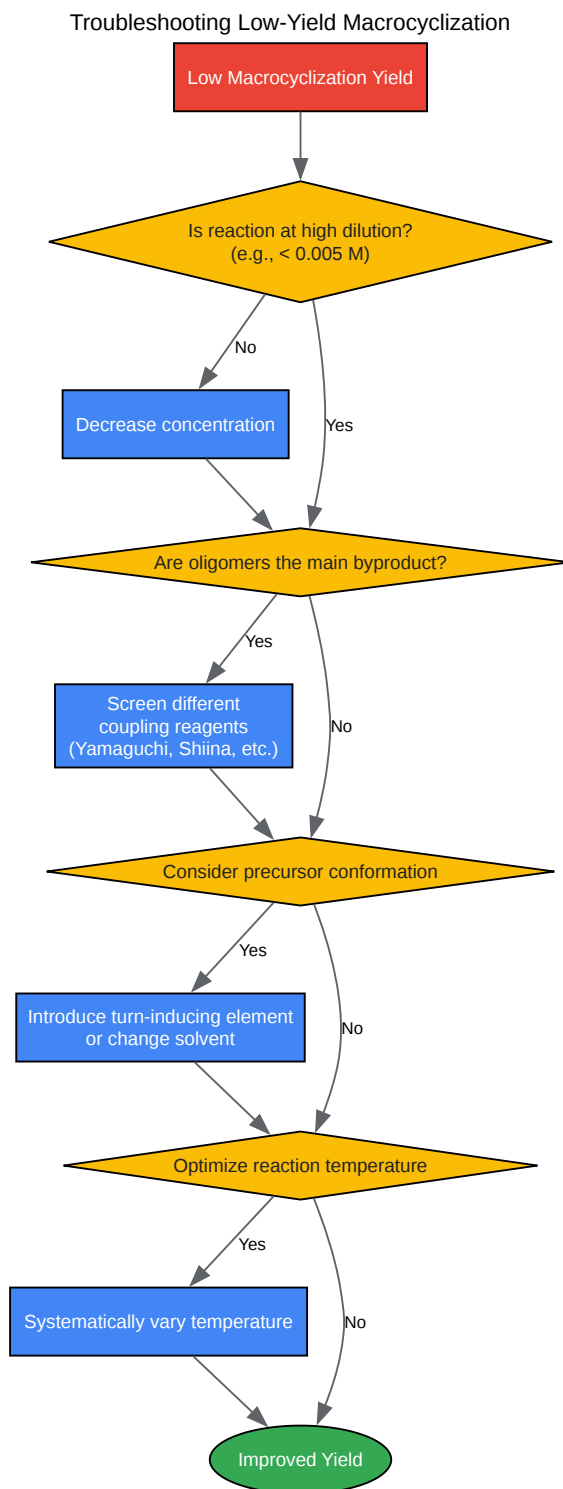 Troubleshooting Low-Yield Macrocyclization
Low Macrocyclization Yield
Is reaction at high dilution?
(e.g., < 0.005 M)
No
Yes
Decrease concentration
Are oligomers the main byproduct?
Yes
No
Screen different
coupling reagents
(Yamaguchi, Shiina, etc.)
Consider precursor conformation
Yes
No
Introduce turn-inducing element
or change solvent
Optimize reaction temperature
Yes
No
Systematically vary temperature
Improved Yield